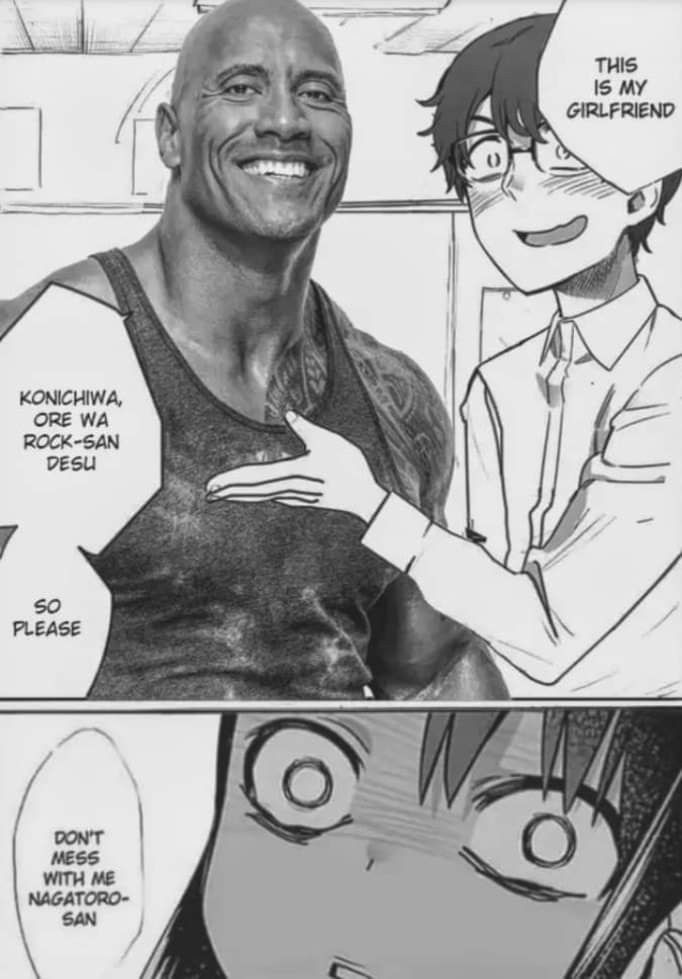 THIS
IS MY
GIRLFRIEND
KONICHIWA,
ORE WA
ROCK-SAN
DESU
SO
PLEASE
DON'T
MESS
WITH ME
NAGATORO-
SAN